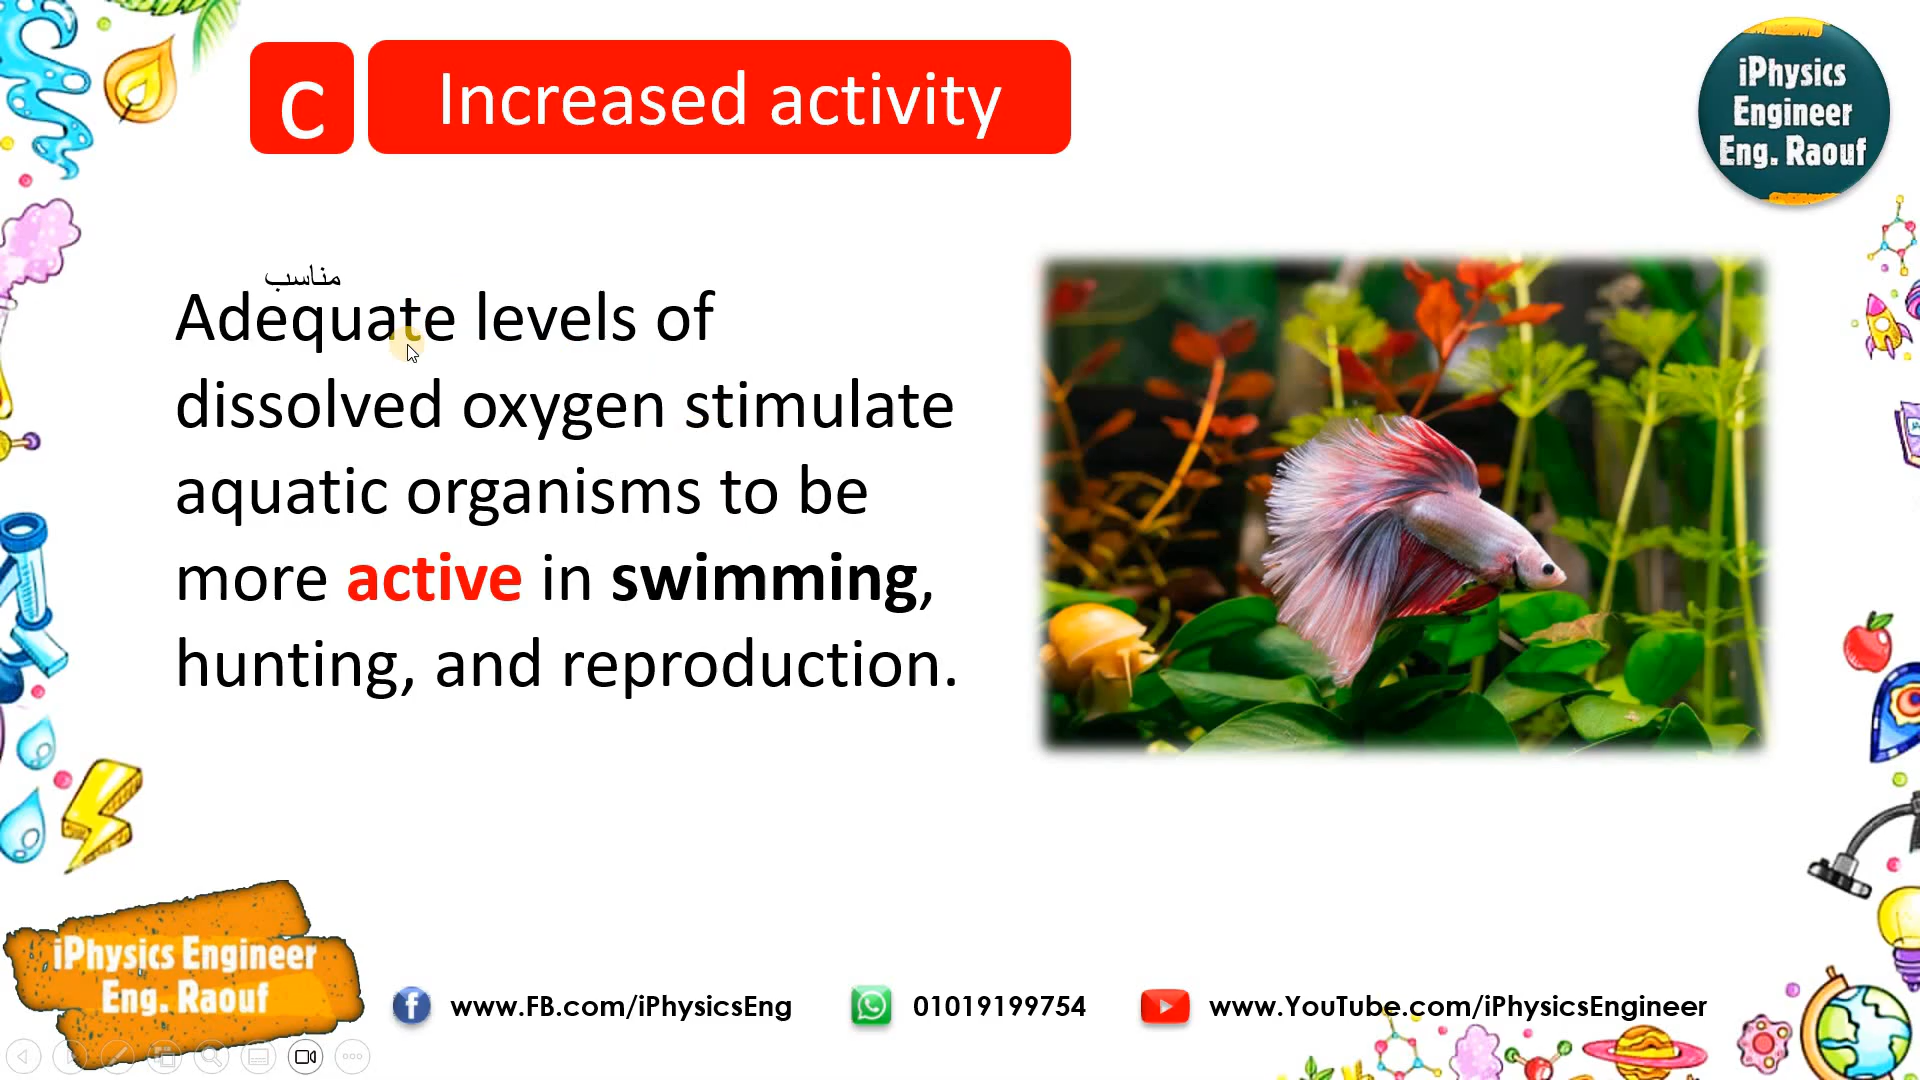 C
Increased activity
iPhysics
Engineer
Eng. Raouf
مناسب
Adequate levels of
dissolved oxygen stimulate
aquatic organisms to be
more active in swimming,
hunting, and reproduction.
iPhysics Engineer
Eng. Raouf
www.FB.com/iPhysicsEng
01019199754
www.YouTube.com/iPhysicsEngineer